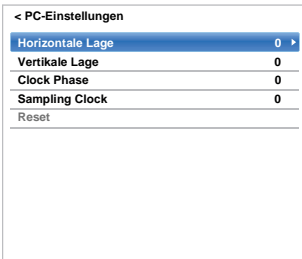 < PC-Einstellungen
Horizontale Lage 0
Vertikale Lage 0
Clock Phase 0
Sampling Clock 0
Reset